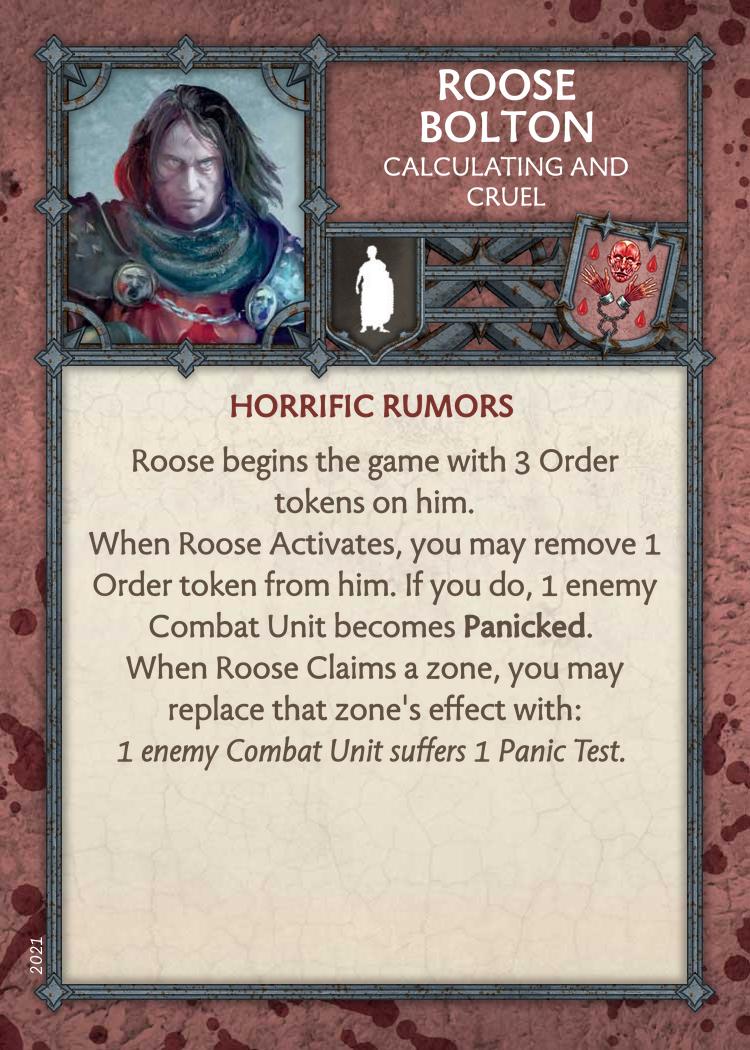 ROOSE
BOLTON
CALCULATING AND
CRUEL
HORRIFIC RUMORS
Roose begins the game with 3 Order
tokens on him.
When Roose Activates, you may remove 1
Order token from him. If you do, 1 enemy
Combat Unit becomes Panicked.
When Roose Claims a zone, you may
replace that zone's effect with:
1 enemy Combat Unit suffers 1 Panic Test.
2021